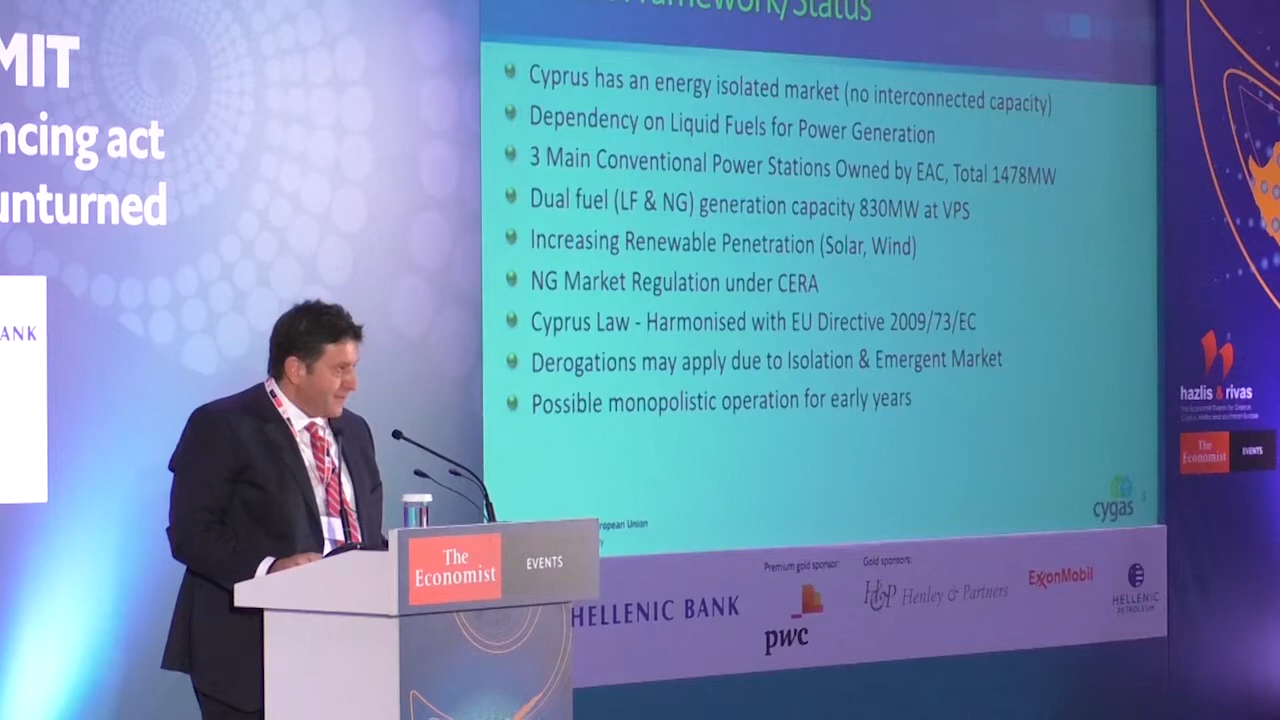 MIT
ncing act
unturned
ANK
Framework/Status
Cyprus has an energy isolated market (no interconnected capacity)
Dependency on Liquid Fuels for Power Generation
3 Main Conventional Power Stations Owned by EAC, Total 1478MW
Dual fuel (LF & NG) generation capacity 830MW at VPS
Increasing Renewable Penetration (Solar, Wind)
NG Market Regulation under CERA
Cyprus Law - Harmonised with EU Directive 2009/73/EC
Derogations may apply due to Isolation & Emergent Market
Possible monopolistic operation for early years
cygas
ropean Union
The
Economist
EVENTS
HELLENIC BANK
Premium gold sponsor:
pwc
Gold sponsors:
H&P Henley & Partners
ExxonMobil
HELLENIC
PETROLEUM
hazlis & rivas
The
Economist
EVENTS